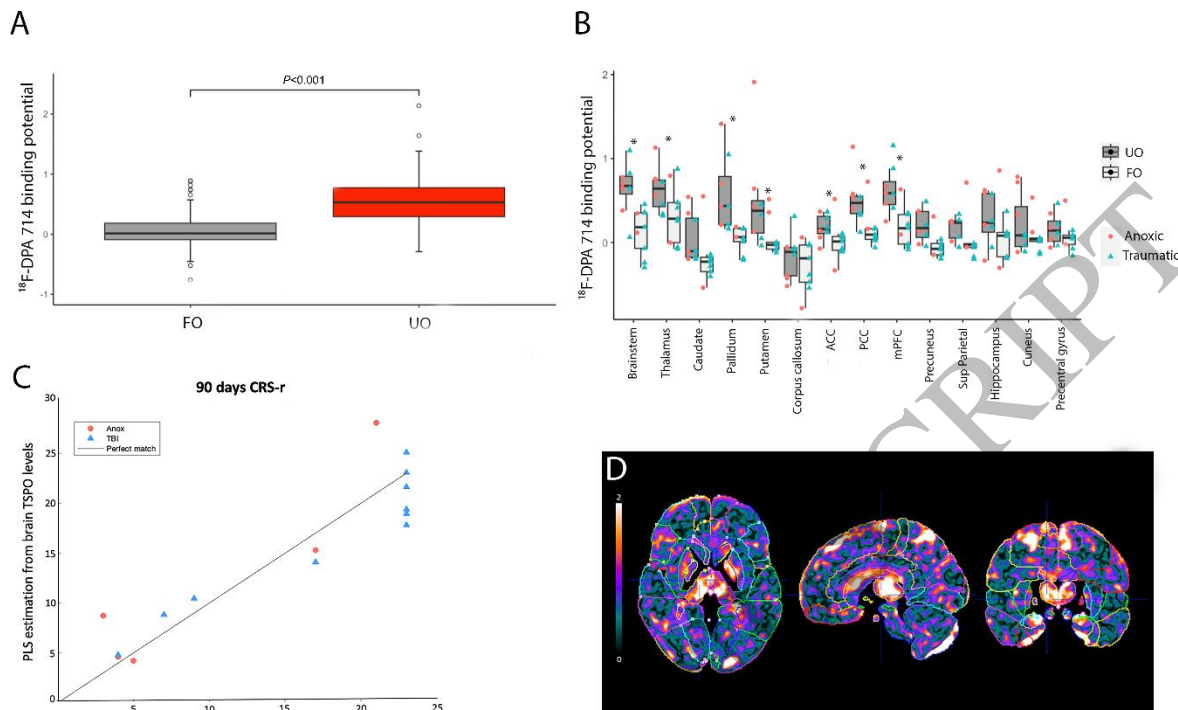 A
P<0.001
¹⁸F-DPA 714 binding potential
2
1
0
-1
FO
UO
B
¹⁸F-DPA 714 binding potential
2
1
0
*
*
*
*
*
*
*
UO
FO
Anoxic
Traumatic
Brainstem
Thalamus
Caudate
Pallidum
Putamen
Corpus callosum
ACC
PCC
mPFC
Precuneus
Sup Parietal
Hippocampus
Cuneus
Precentral gyrus
SCRIPT
C
90 days CRS-r
Anox
TBI
Perfect match
PLS estimation from brain TSPO levels
30
25
20
15
10
5
0
5
10
15
20
25
D
2
0